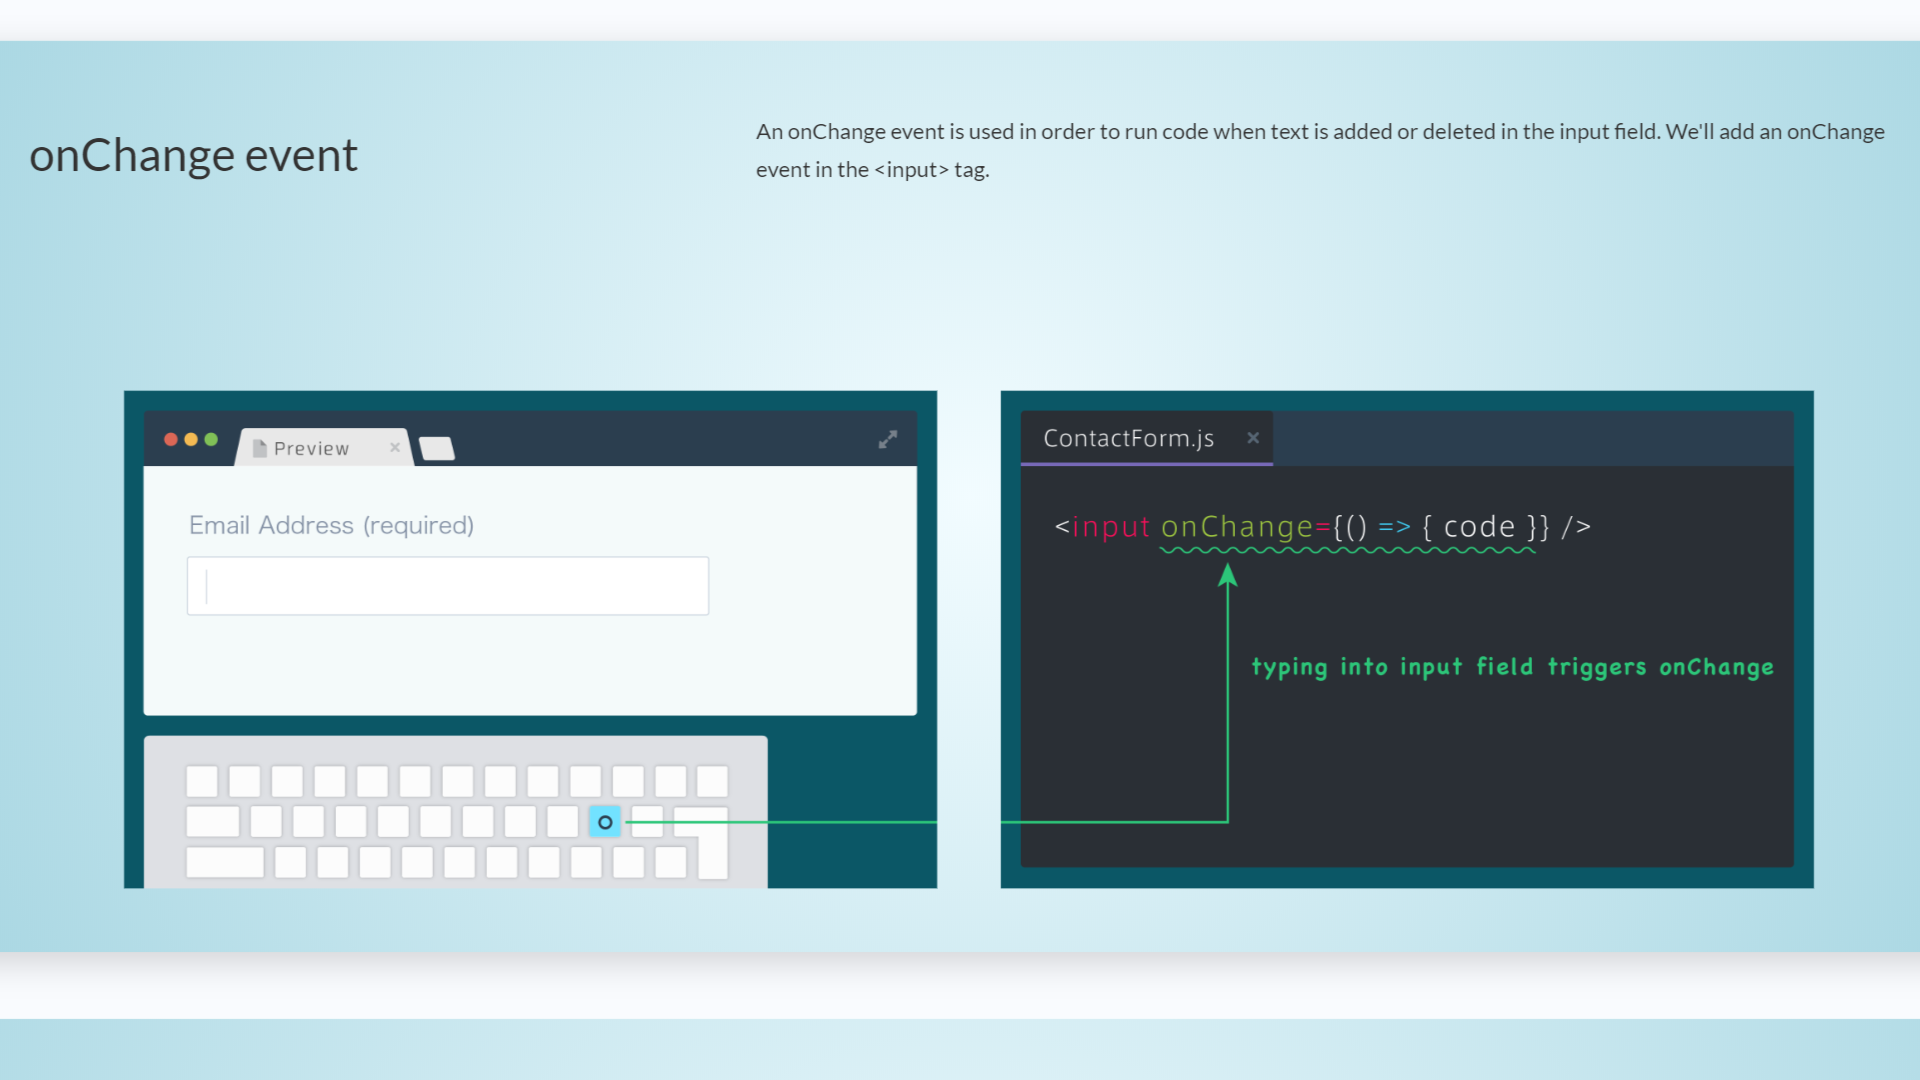 onChange event
An onChange event is used in order to run code when text is added or deleted in the input field. We'll add an onChange
event in the <input> tag.
Preview
Email Address (required)
o
ContactForm.js
<input onChange={() => { code }} />
typing into input field triggers onChange